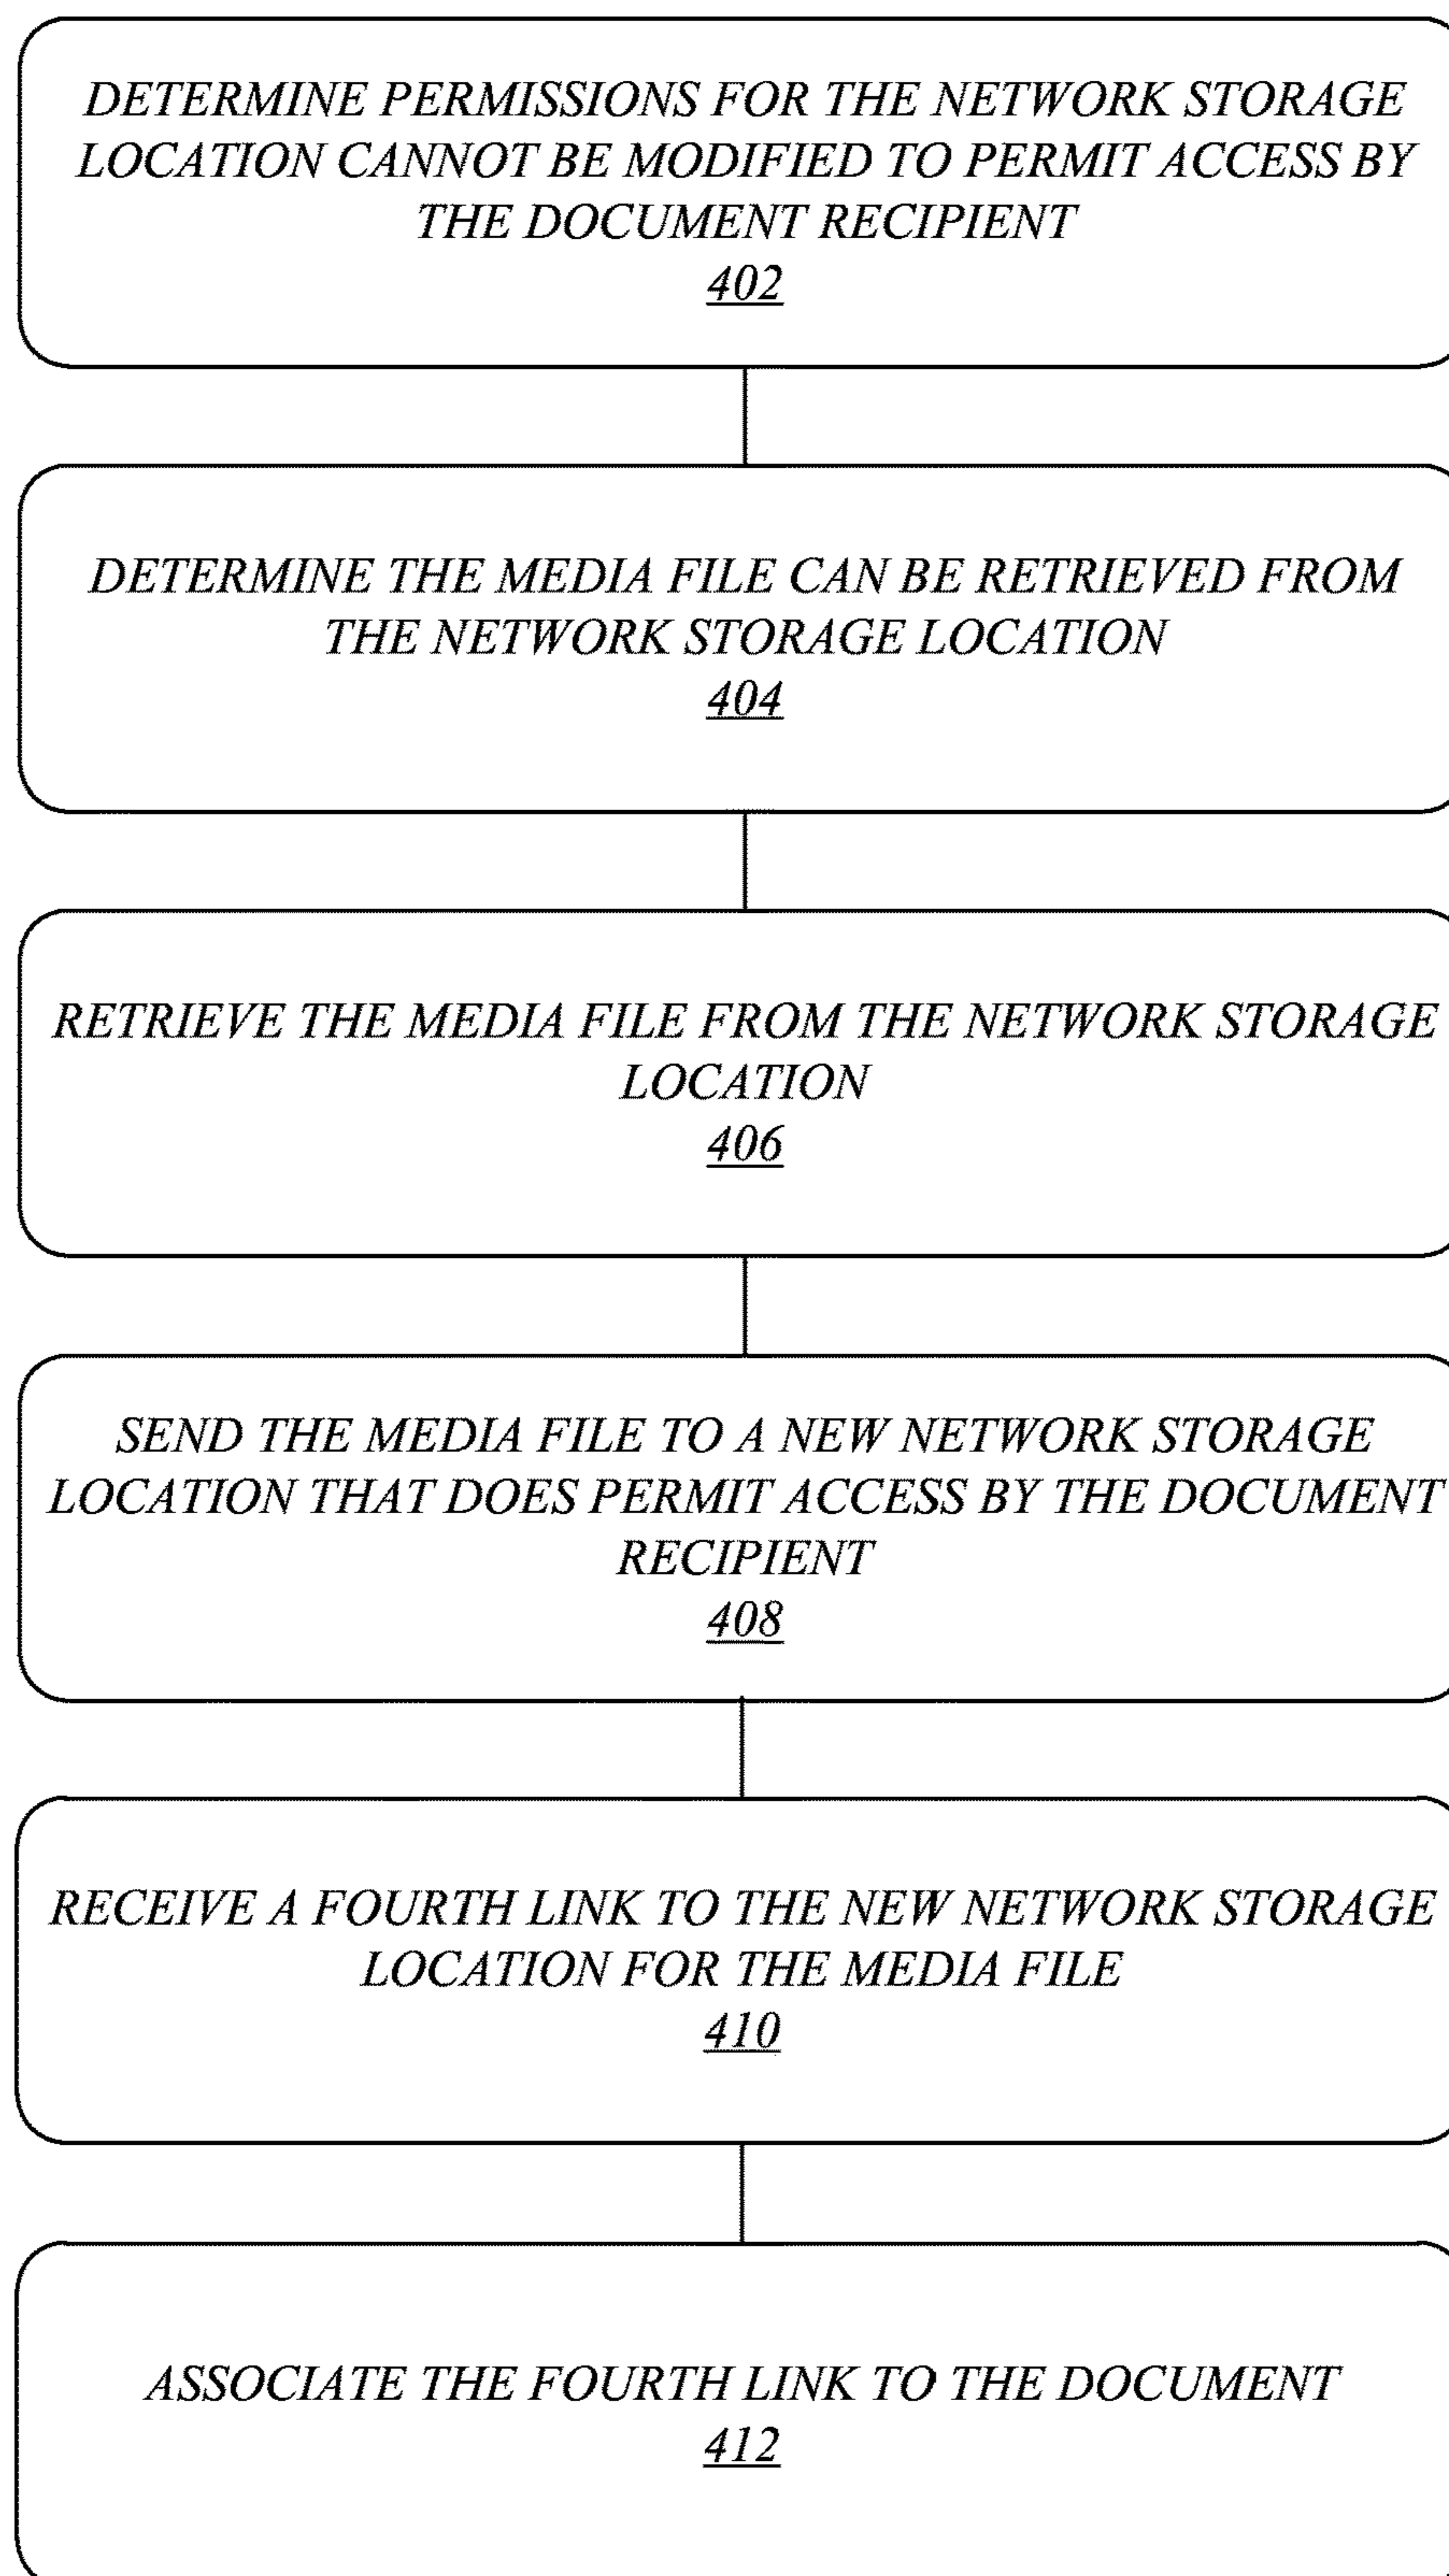 DETERMINE PERMISSIONS FOR THE NETWORK STORAGE
LOCATION CANNOT BE MODIFIED TO PERMIT ACCESS BY
THE DOCUMENT RECIPIENT
402
DETERMINE THE MEDIA FILE CAN BE RETRIEVED FROM
THE NETWORK STORAGE LOCATION
404
RETRIEVE THE MEDIA FILE FROM THE NETWORK STORAGE
LOCATION
406
SEND THE MEDIA FILE TO A NEW NETWORK STORAGE
LOCATION THAT DOES PERMIT ACCESS BY THE DOCUMENT
RECIPIENT
408
RECEIVE A FOURTH LINK TO THE NEW NETWORK STORAGE
LOCATION FOR THE MEDIA FILE
410
ASSOCIATE THE FOURTH LINK TO THE DOCUMENT
412